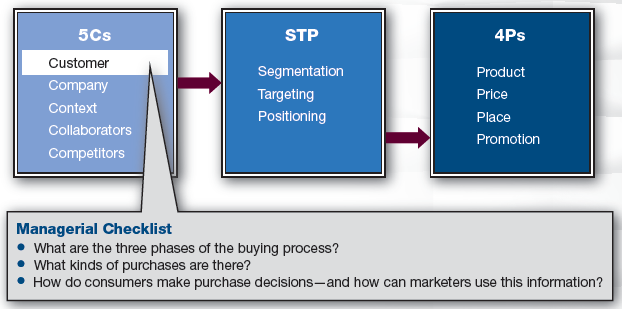 5Cs
Customer
Company
Context
Collaborators
Competitors
STP
Segmentation
Targeting
Positioning
4Ps
Product
Price
Place
Promotion
Managerial Checklist
● What are the three phases of the buying process?
● What kinds of purchases are there?
● How do consumers make purchase decisions—and how can marketers use this information?